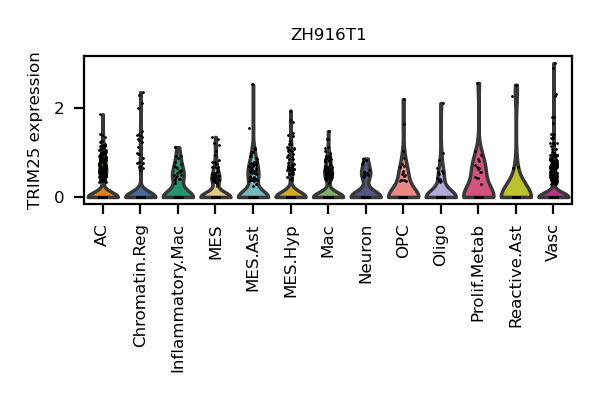 ZH916T1
TRIM25 expression
2
0
AC
Chromatin.Reg
Inflammatory.Mac
MES
MES.Ast
MES.Hyp
Mac
Neuron
OPC
Oligo
Prolif.Metab
Reactive.Ast
Vasc